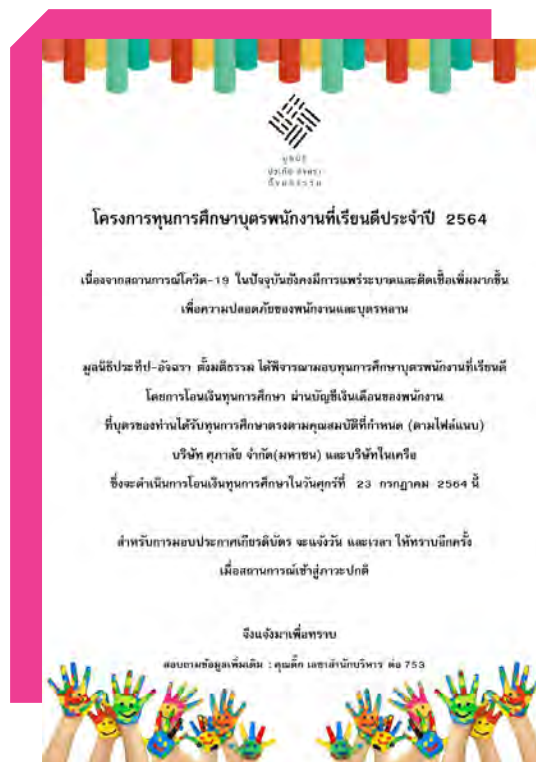 มูลนิธิ
ประทีป อัจฉรา
ตั้งมติธรรม
โครงการทุนการศึกษาบุตรพนักงานที่เรียนดีประจำปี 2564
เนื่องจากสถานการณ์โควิด-19 ในปัจจุบันยังคงมีการแพร่ระบาดและติดเชื้อเพิ่มมากขึ้น
เพื่อความปลอดภัยของพนักงานและบุตรหลาน
มูลนิธิประทีป-อัจฉรา ตั้งมติธรรม ได้พิจารณามอบทุนการศึกษาบุตรพนักงานที่เรียนดี
โดยการโอนเงินทุนการศึกษา ผ่านบัญชีเงินเดือนของพนักงาน
ที่บุตรของท่านได้รับทุนการศึกษาตรงตามคุณสมบัติที่กำหนด (ตามไฟล์แนบ)
บริษัท ศุภาลัย จำกัด(มหาชน) และบริษัทในเครือ
ซึ่งจะดำเนินการโอนเงินทุนการศึกษาในวันศุกร์ที่ 23 กรกฎาคม 2564 นี้
สำหรับการมอบประกาศเกียรติบัตร จะแจ้งวัน และเวลา ให้ทราบอีกครั้ง
เมื่อสถานการณ์เข้าสู่ภาวะปกติ
จึงแจ้งมาเพื่อทราบ
สอบถามข้อมูลเพิ่มเติม : คุณติ๊ก เลขาสำนักบริหาร ต่อ 753